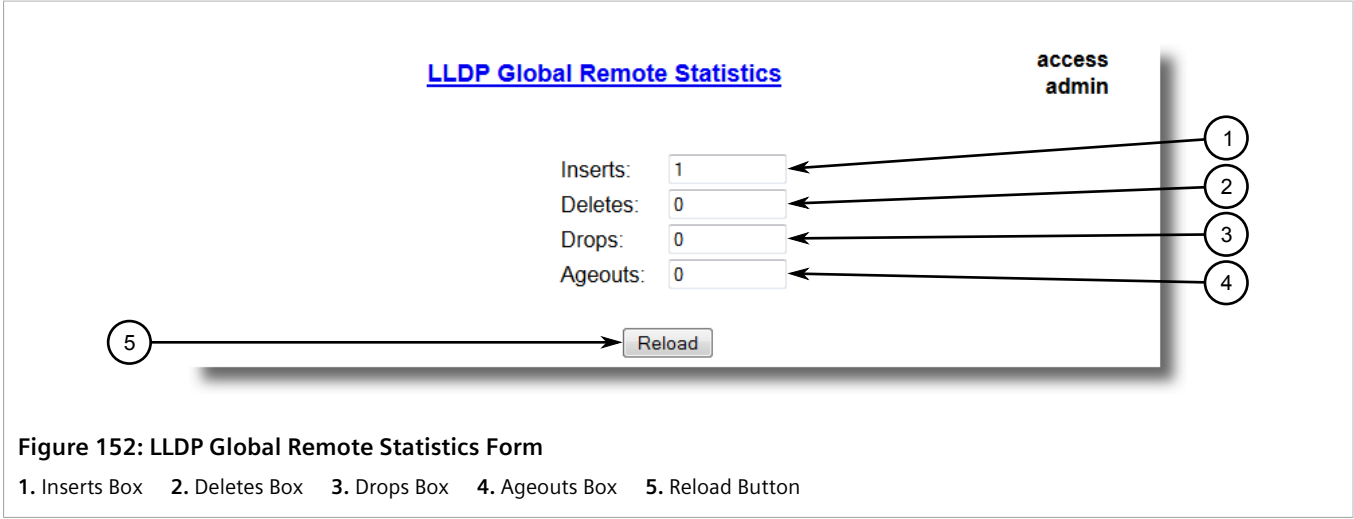 LLDP Global Remote Statistics
access
admin
Inserts: 1
Deletes: 0
Drops: 0
Ageouts: 0
Reload
1
2
3
4
5
Figure 152: LLDP Global Remote Statistics Form
1. Inserts Box 2. Deletes Box 3. Drops Box 4. Ageouts Box 5. Reload Button